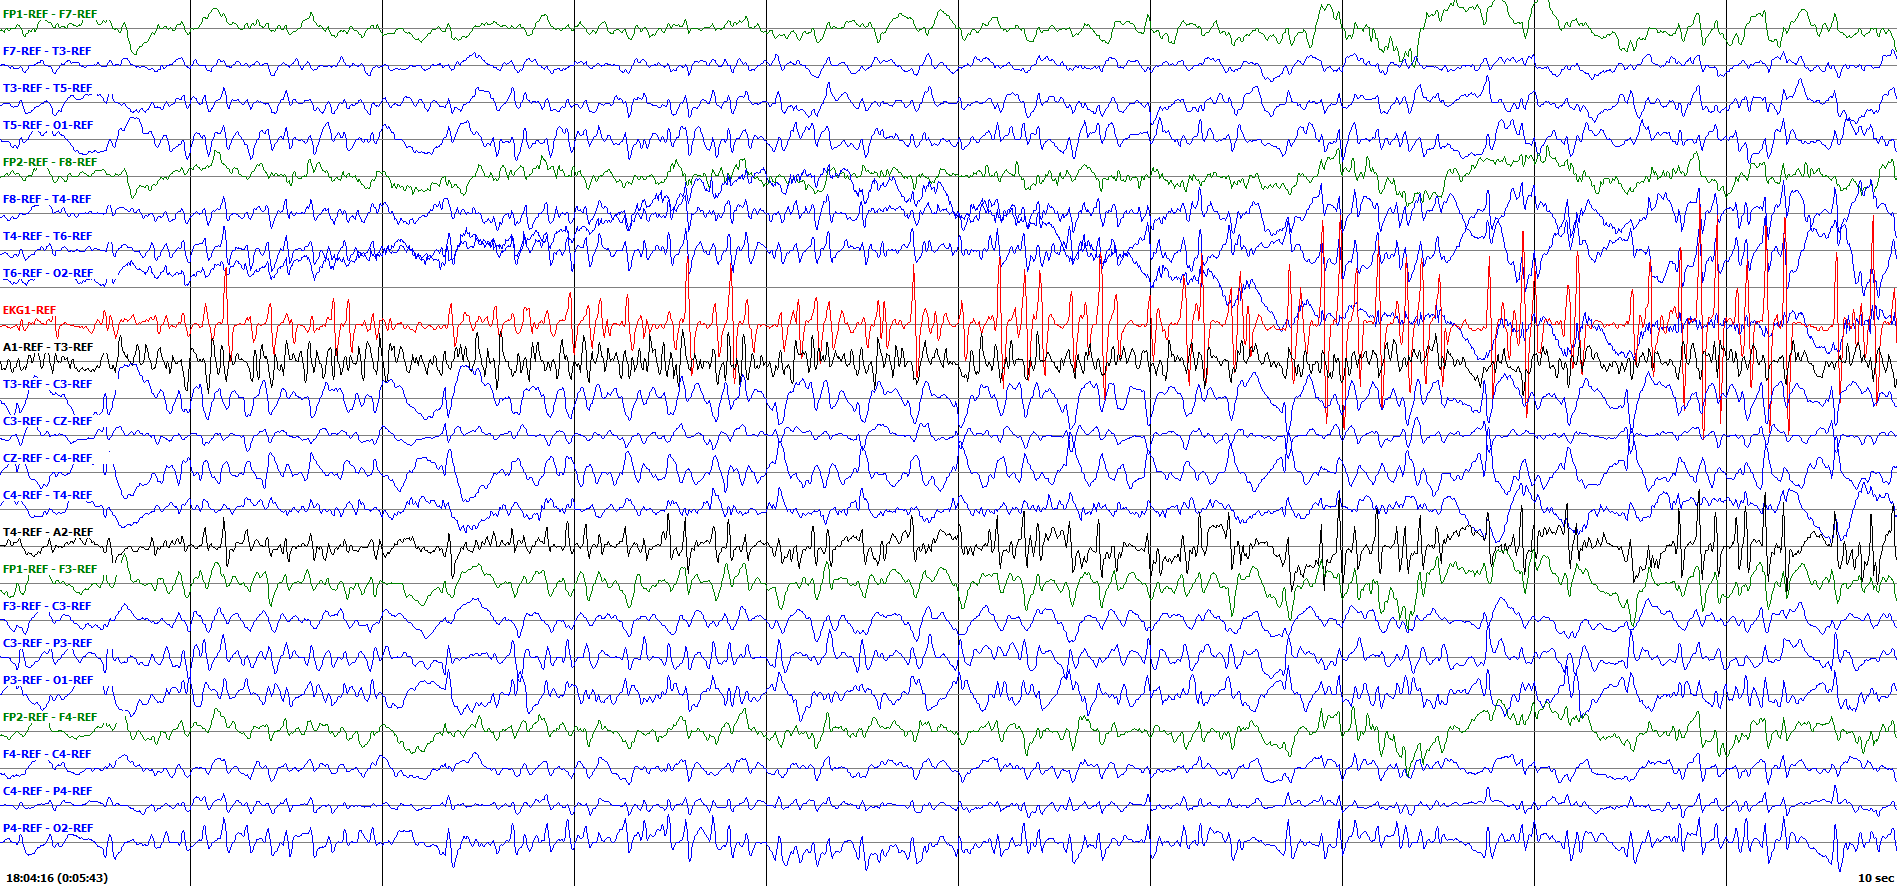 FP1-REF - F7-REF
F7-REF - T3-REF
T3-REF - T5-REF
T5-REF - O1-REF
FP2-REF - F8-REF
F8-REF - T4-REF
T4-REF - T6-REF
T6-REF - O2-REF
EKG1-REF
A1-REF - T3-REF
T3-REF - C3-REF
C3-REF - CZ-REF
CZ-REF - C4-REF
C4-REF - T4-REF
T4-REF - A2-REF
FP1-REF - F3-REF
F3-REF - C3-REF
C3-REF - P3-REF
P3-REF - O1-REF
FP2-REF - F4-REF
F4-REF - C4-REF
C4-REF - P4-REF
P4-REF - O2-REF
18:04:16 (0:05:43) 10 sec